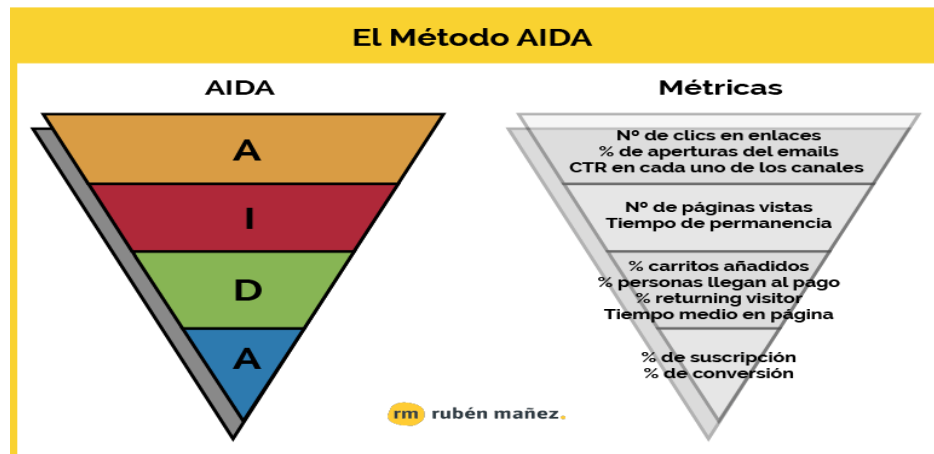 El Método AIDA
AIDA
A
I
D
A
Métricas
Nº de clics en enlaces
% de aperturas del emails
CTR en cada uno de los canales
Nº de páginas vistas
Tiempo de permanencia
% carritos añadidos
% personas llegan al pago
% returning visitor
Tiempo medio en página
% de suscripción
% de conversión
rm rubén mañez.